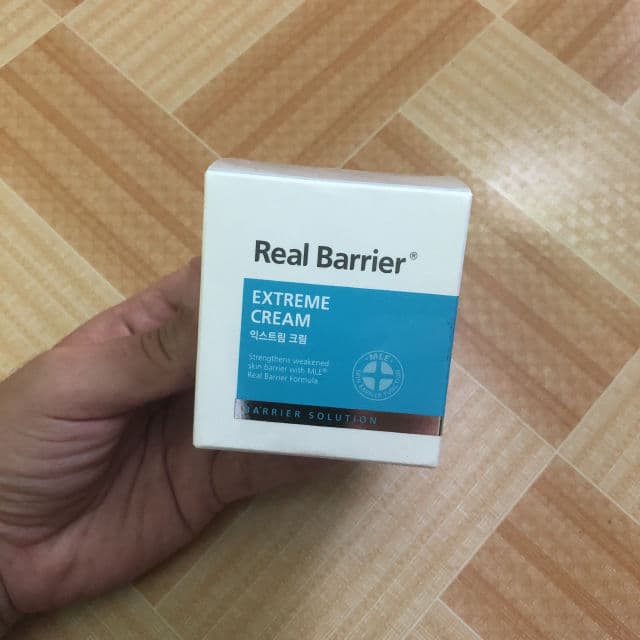 Real Barrier®
EXTREME
CREAM
익스트림 크림
Strengthens weakened
skin barrier with MLE®
Real Barrier Formula
MLE
BARRIER SOLUTION